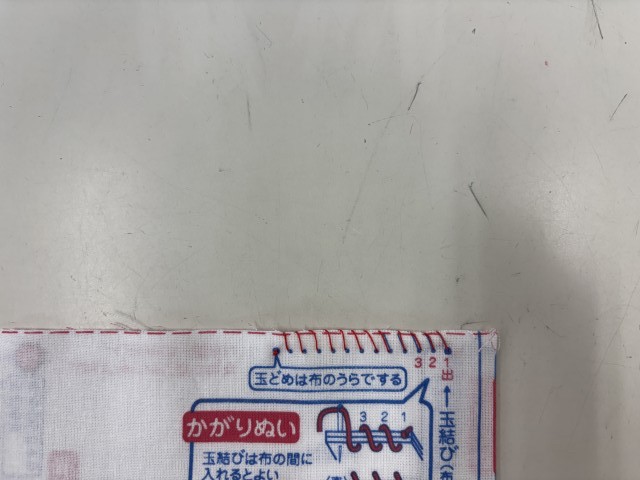 3 2 1
出
玉どめは布のうらでする
↑玉結び(布
かがりぬい
3 2 1
玉結びは布の間に
入れるとよい